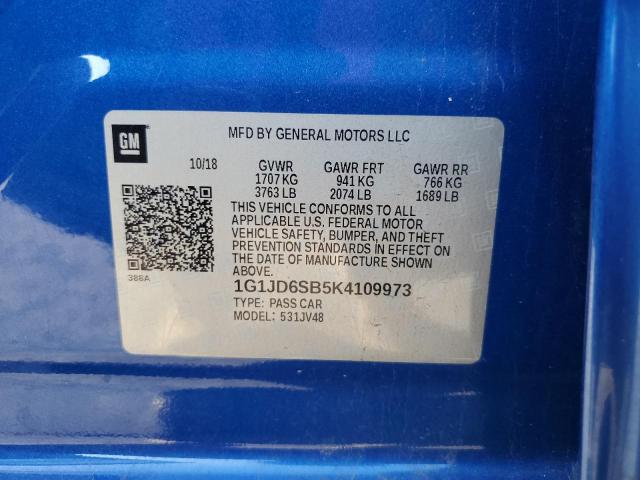 GM
MFD BY GENERAL MOTORS LLC
10/18 GVWR GAWR FRT GAWR RR
1707 KG 941 KG 766 KG
3763 LB 2074 LB 1689 LB
THIS VEHICLE CONFORMS TO ALL
APPLICABLE U.S. FEDERAL MOTOR
VEHICLE SAFETY, BUMPER, AND THEFT
PREVENTION STANDARDS IN EFFECT ON
THE DATE OF MANUFACTURE SHOWN
ABOVE.
388A
1G1JD6SB5K4109973
TYPE: PASS CAR
MODEL: 531JV48